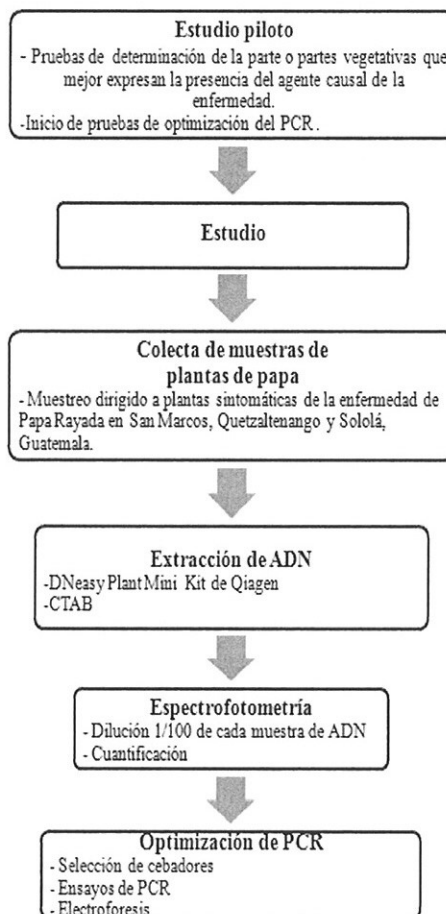 Estudio piloto
- Pruebas de determinación de la parte o partes vegetativas que
mejor expresan la presencia del agente causal de la
enfermedad.
-Inicio de pruebas de optimización del PCR.
Estudio
Colecta de muestras de
plantas de papa
- Muestreo dirigido a plantas sintomáticas de la enfermedad de
Papa Rayada en San Marcos, Quetzaltenango y Sololá,
Guatemala.
Extracción de ADN
-DNeasy Plant Mini Kit de Qiagen
-CTAB
Espectrofotometría
- Dilución 1/100 de cada muestra de ADN
- Cuantificación
Optimización de PCR
- Selección de cebadores
- Ensayos de PCR
- Electroforesis